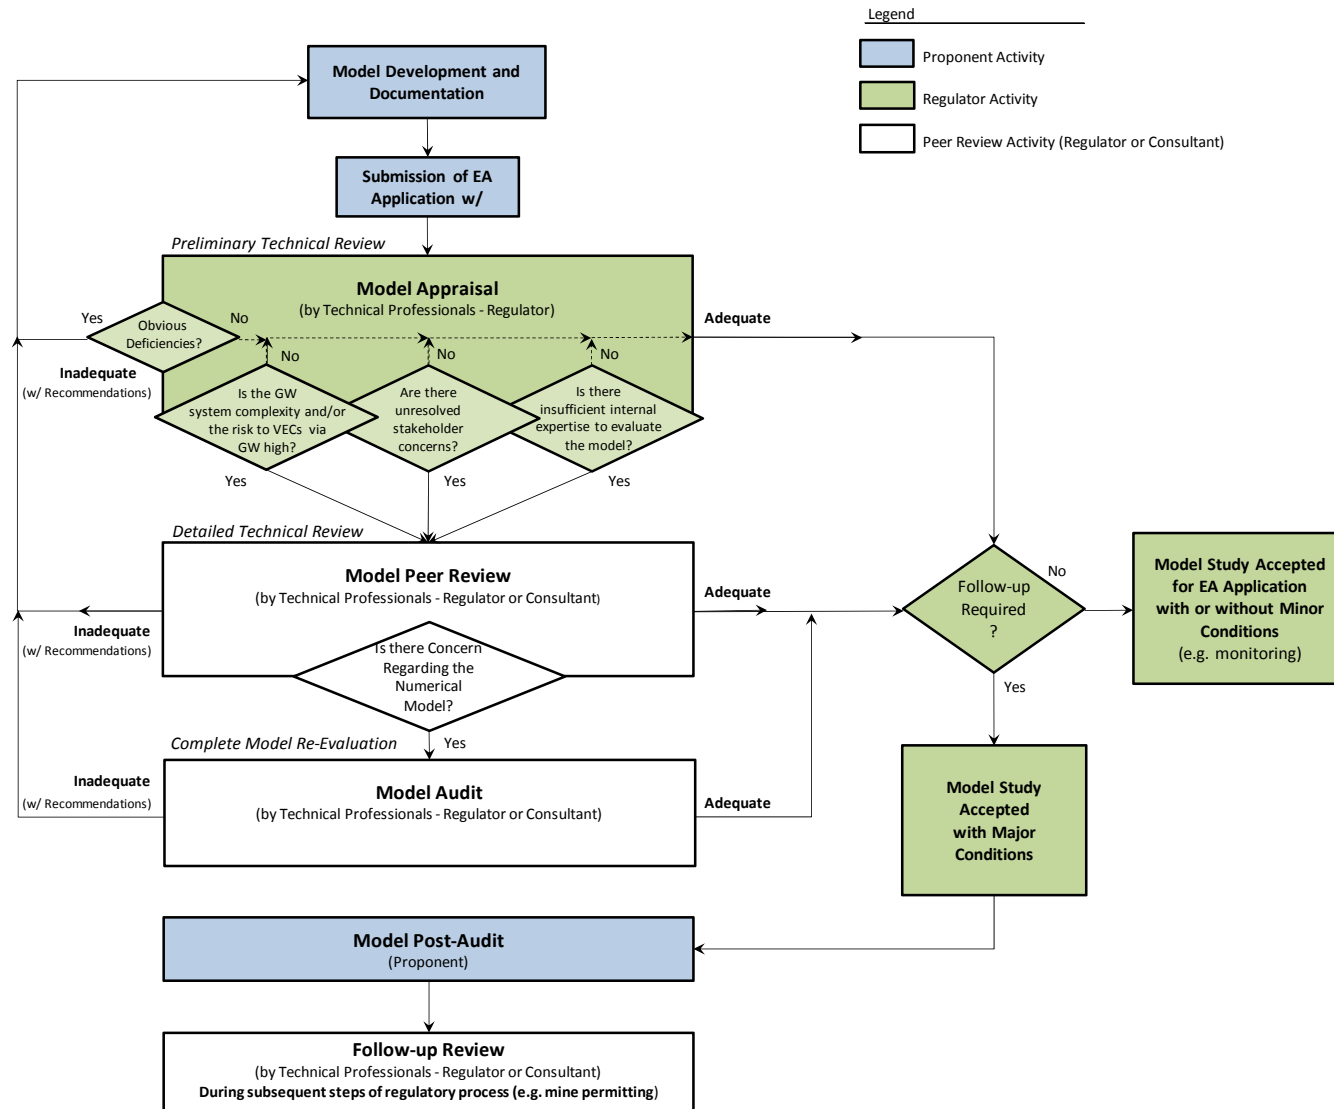 Legend
Proponent Activity
Regulator Activity
Peer Review Activity (Regulator or Consultant)
Model Development and
Documentation
Submission of EA
Application w/
Preliminary Technical Review
Model Appraisal
(by Technical Professionals - Regulator)
Yes
Obvious
Deficiencies?
No
Adequate
Inadequate
(w/ Recommendations)
No
No
No
Is the GW
system complexity and/or
the risk to VECs via
GW high?
Are there
unresolved
stakeholder
concerns?
Is there
insufficient internal
expertise to evaluate
the model?
Yes
Yes
Yes
Detailed Technical Review
Model Peer Review
(by Technical Professionals - Regulator or Consultant)
Adequate
Inadequate
(w/ Recommendations)
Is there Concern
Regarding the
Numerical
Model?
Yes
Follow-up
Required
?
No
Yes
Model Study Accepted
for EA Application
with or without Minor
Conditions
(e.g. monitoring)
Complete Model Re-Evaluation
Model Audit
(by Technical Professionals - Regulator or Consultant)
Inadequate
(w/ Recommendations)
Adequate
Model Study
Accepted
with Major
Conditions
Model Post-Audit
(Proponent)
Follow-up Review
(by Technical Professionals - Regulator or Consultant)
During subsequent steps of regulatory process (e.g. mine permitting)